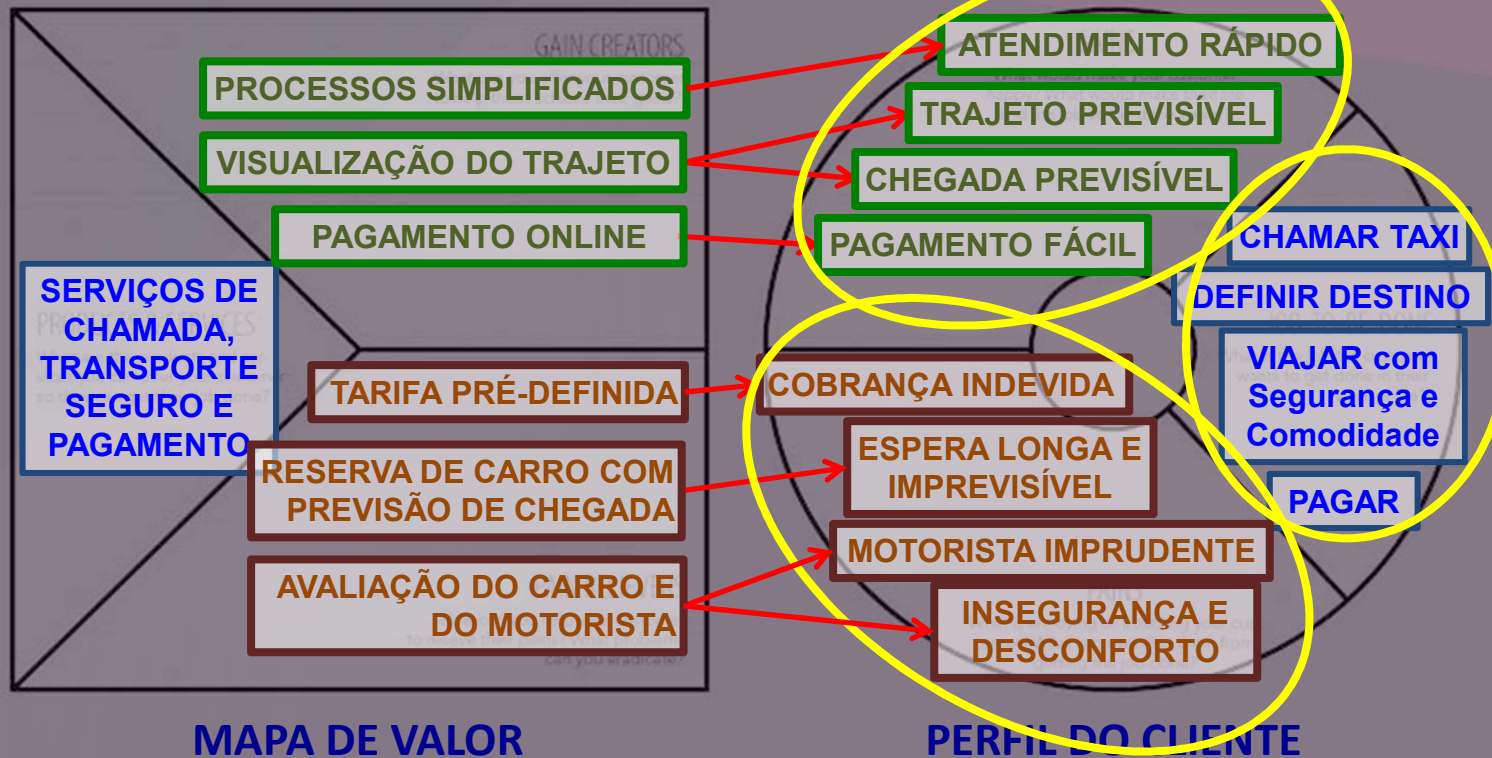 GAIN CREATORS
PROCESSOS SIMPLIFICADOS
VISUALIZAÇÃO DO TRAJETO
PAGAMENTO ONLINE
SERVIÇOS DE
CHAMADA,
TRANSPORTE
SEGURO E
PAGAMENTO
TARIFA PRÉ-DEFINIDA
RESERVA DE CARRO COM
PREVISÃO DE CHEGADA
AVALIAÇÃO DO CARRO E
DO MOTORISTA
can you eradicate?
MAPA DE VALOR
ATENDIMENTO RÁPIDO
TRAJETO PREVISÍVEL
CHEGADA PREVISÍVEL
PAGAMENTO FÁCIL
CHAMAR TAXI
DEFINIR DESTINO
VIAJAR com
Segurança e
Comodidade
PAGAR
COBRANÇA INDEVIDA
ESPERA LONGA E
IMPREVISÍVEL
MOTORISTA IMPRUDENTE
INSEGURANÇA E
DESCONFORTO
PERFIL DO CLIENTE